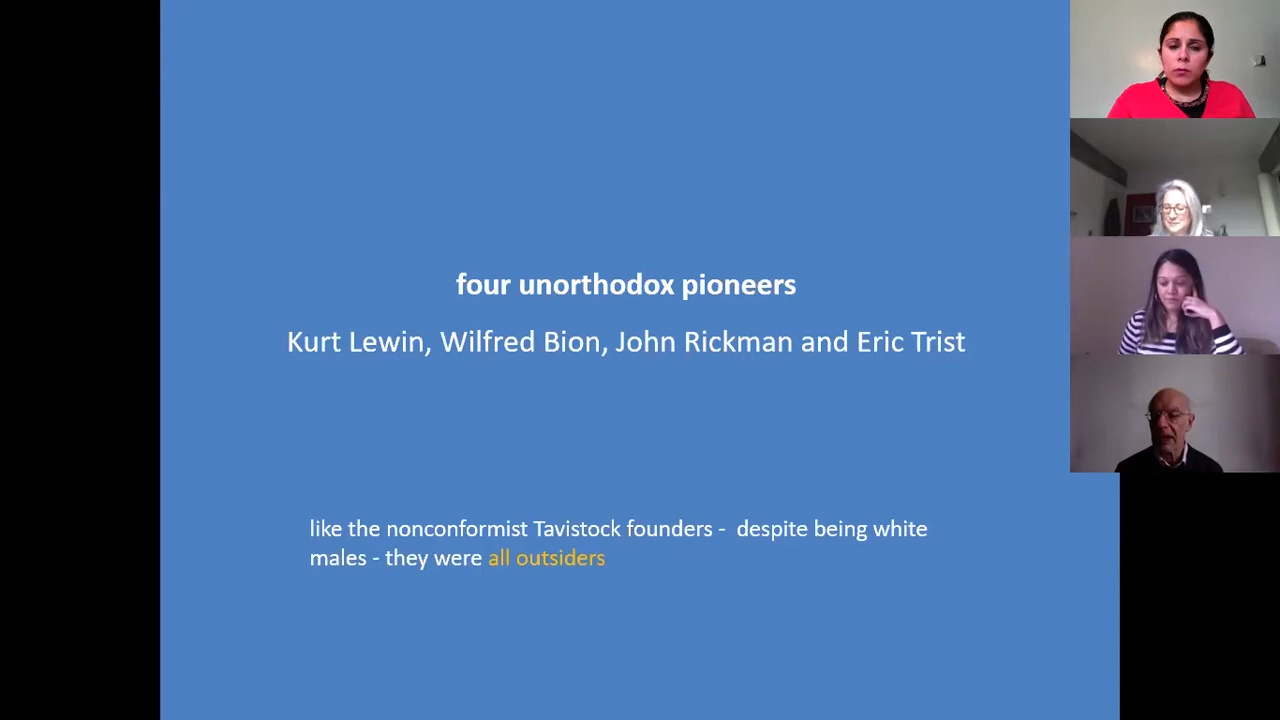 four unorthodox pioneers
Kurt Lewin, Wilfred Bion, John Rickman and Eric Trist
like the nonconformist Tavistock founders -  despite being white
males - they were all outsiders